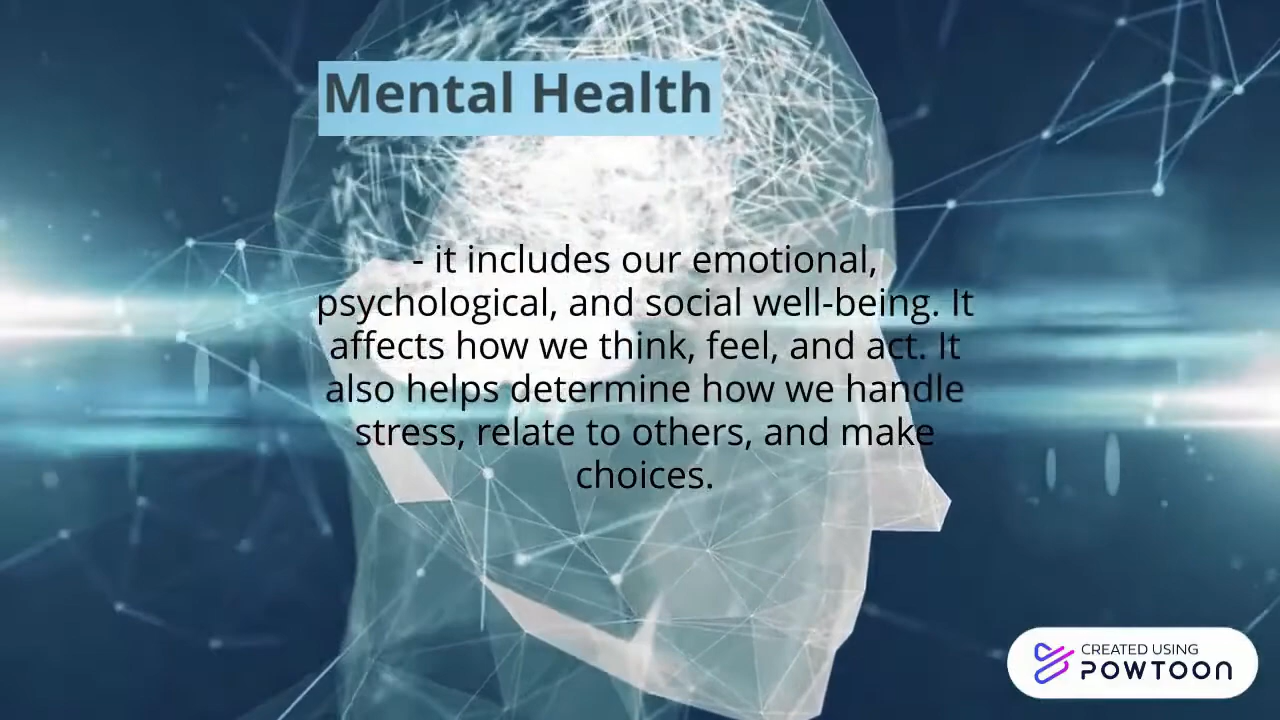 Mental Health
- it includes our emotional,
psychological, and social well-being. It
affects how we think, feel, and act. It
also helps determine how we handle
stress, relate to others, and make
choices.
CREATED USING
POWTOON